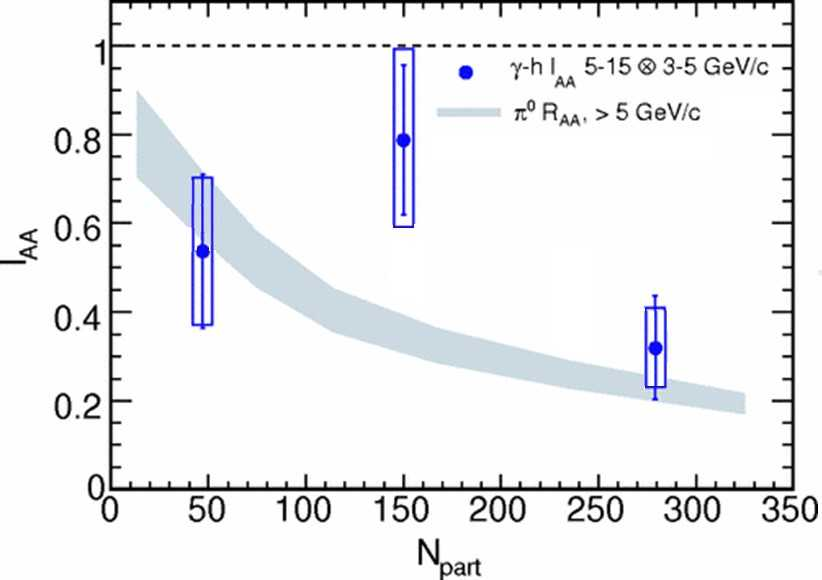 1
0.8
0.6
0.4
0.2
0
I_AA
γ-h I_AA 5-15 ⊗ 3-5 GeV/c
π⁰ R_AA, > 5 GeV/c
0 50 100 150 200 250 300 350
N_part